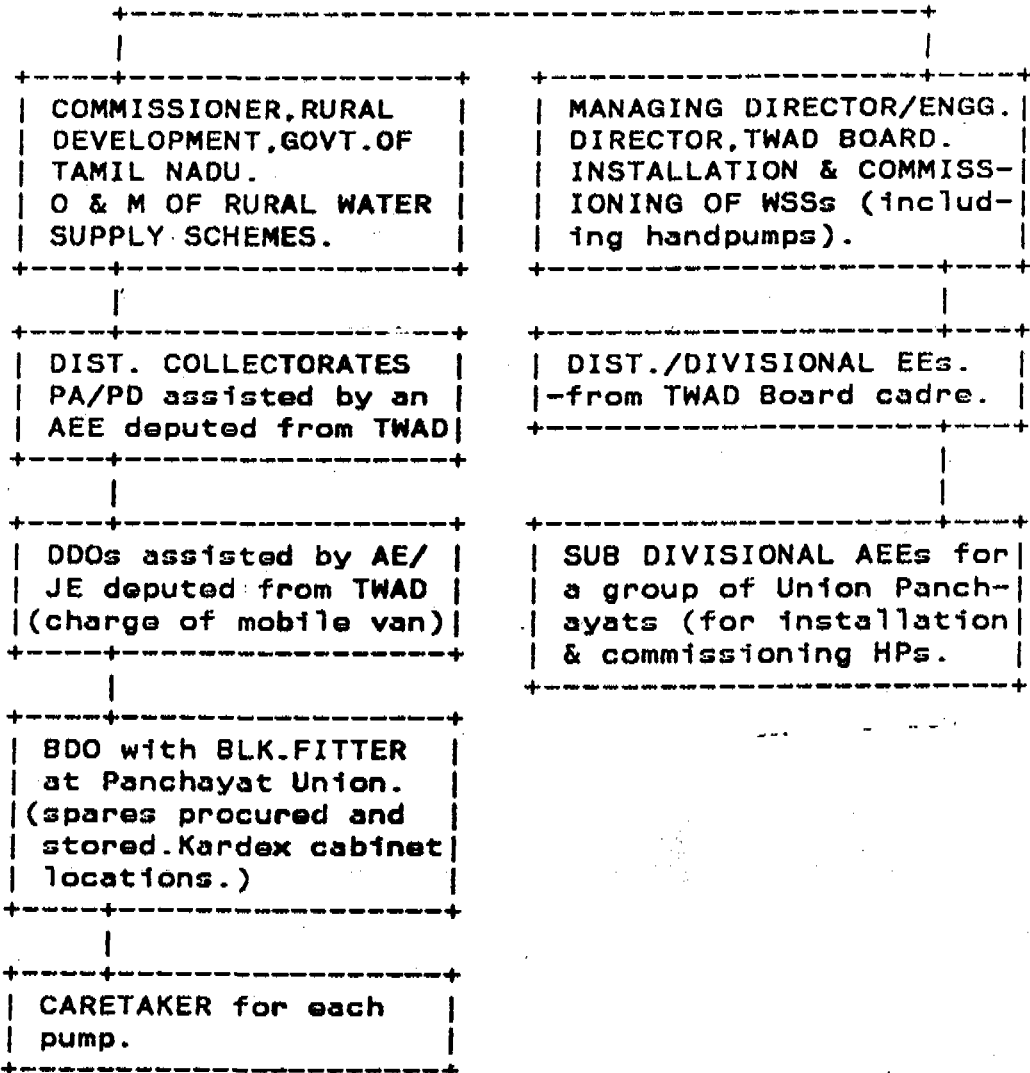 COMMISSIONER,RURAL
DEVELOPMENT,GOVT.OF
TAMIL NADU.
O & M OF RURAL WATER
SUPPLY SCHEMES.
MANAGING DIRECTOR/ENGG.
DIRECTOR,TWAD BOARD.
INSTALLATION & COMMISS-
IONING OF WSSs (includ-
ing handpumps).
DIST. COLLECTORATES
PA/PD assisted by an
AEE deputed from TWAD
DIST./DIVISIONAL EEs.
-from TWAD Board cadre.
DDOs assisted by AE/
JE deputed from TWAD
(charge of mobile van)
SUB DIVISIONAL AEEs for
a group of Union Panch-
ayats (for installation
& commissioning HPs.
BDO with BLK.FITTER
at Panchayat Union.
(spares procured and
stored.Kardex cabinet
locations.)
CARETAKER for each
pump.